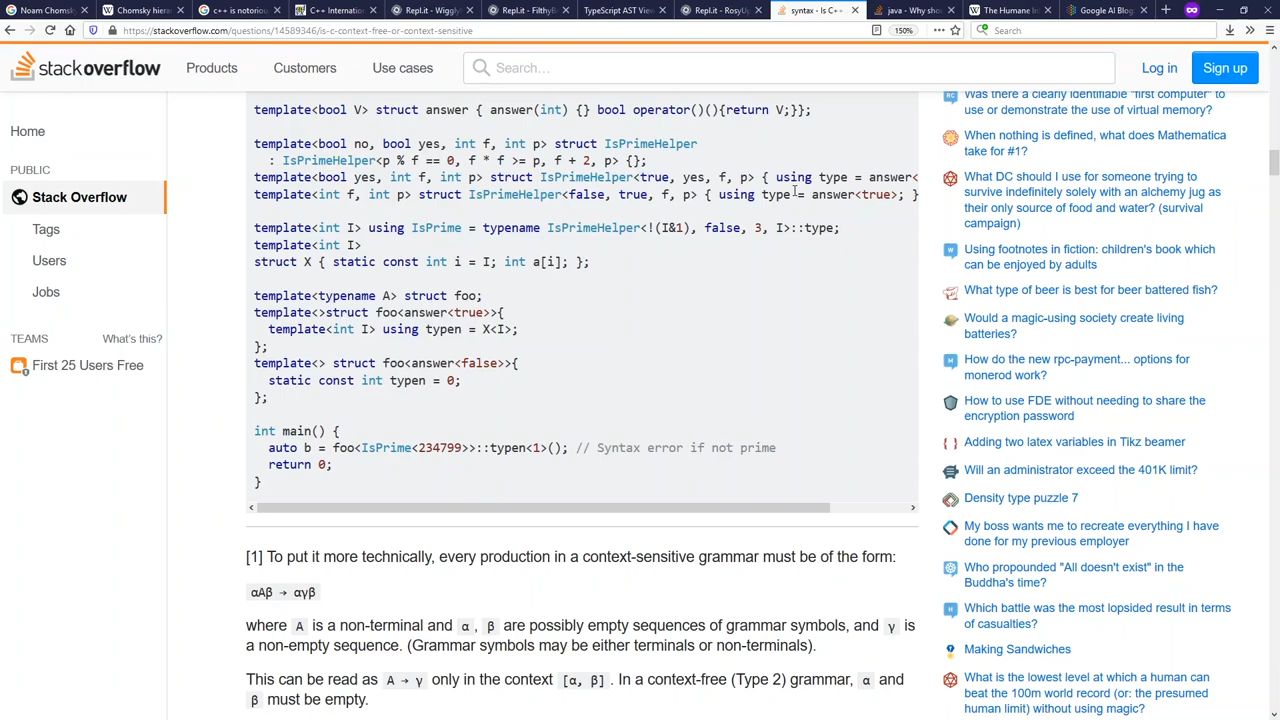 Noam Chomsky
Chomsky hierar
c++ is notoriou
C++ Internation
Repl.it - Wiggly
Repl.it - FilthyB
TypeScript AST View
Repl.it - RosyU
syntax - Is C++
java - Why shou
The Humane In
Google AI Blog:
https://stackoverflow.com/questions/14589346/is-c-context-free-or-context-sensitive
150%
Search
stackoverflow
Products
Customers
Use cases
Search...
Log in
Sign up
Home
PUBLIC
Stack Overflow
Tags
Users
Jobs
TEAMS
What's this?
First 25 Users Free
template<bool V> struct answer { answer(int) {} bool operator()(){return V;}};
template<bool no, bool yes, int f, int p> struct IsPrimeHelper
: IsPrimeHelper<p % f == 0, f * f >= p, f + 2, p> {};
template<bool yes, int f, int p> struct IsPrimeHelper<true, yes, f, p> { using type = answer<
template<int f, int p> struct IsPrimeHelper<false, true, f, p> { using type = answer<true>; }
template<int I> using IsPrime = typename IsPrimeHelper<!(I&1), false, 3, I>::type;
template<int I>
struct X { static const int i = I; int a[i]; };
template<typename A> struct foo;
template<>struct foo<answer<true>>{
template<int I> using typen = X<I>;
};
template<> struct foo<answer<false>>{
static const int typen = 0;
};
int main() {
auto b = foo<IsPrime<234799>>::typen<1>(); // Syntax error if not prime
return 0;
}
[1] To put it more technically, every production in a context-sensitive grammar must be of the form:
αAβ → αγβ
where A is a non-terminal and α, β are possibly empty sequences of grammar symbols, and γ is
a non-empty sequence. (Grammar symbols may be either terminals or non-terminals).
This can be read as A → γ only in the context [α, β]. In a context-free (Type 2) grammar, α and
β must be empty.
Was there a clearly identifiable "first computer" to
use or demonstrate the use of virtual memory?
When nothing is defined, what does Mathematica
take for #1?
What DC should I use for someone trying to
survive indefinitely solely with an alchemy jug as
their only source of food and water? (survival
campaign)
Using footnotes in fiction: children's book which
can be enjoyed by adults
What type of beer is best for beer battered fish?
Would a magic-using society create living
batteries?
How do the new rpc-payment... options for
monerod work?
How to use FDE without needing to share the
encryption password
Adding two latex variables in Tikz beamer
Will an administrator exceed the 401K limit?
Density type puzzle 7
My boss wants me to recreate everything I have
done for my previous employer
Who propounded "All doesn't exist" in the
Buddha's time?
Which battle was the most lopsided result in terms
of casualties?
Making Sandwiches
What is the lowest level at which a human can
beat the 100m world record (or: the presumed
human limit) without using magic?